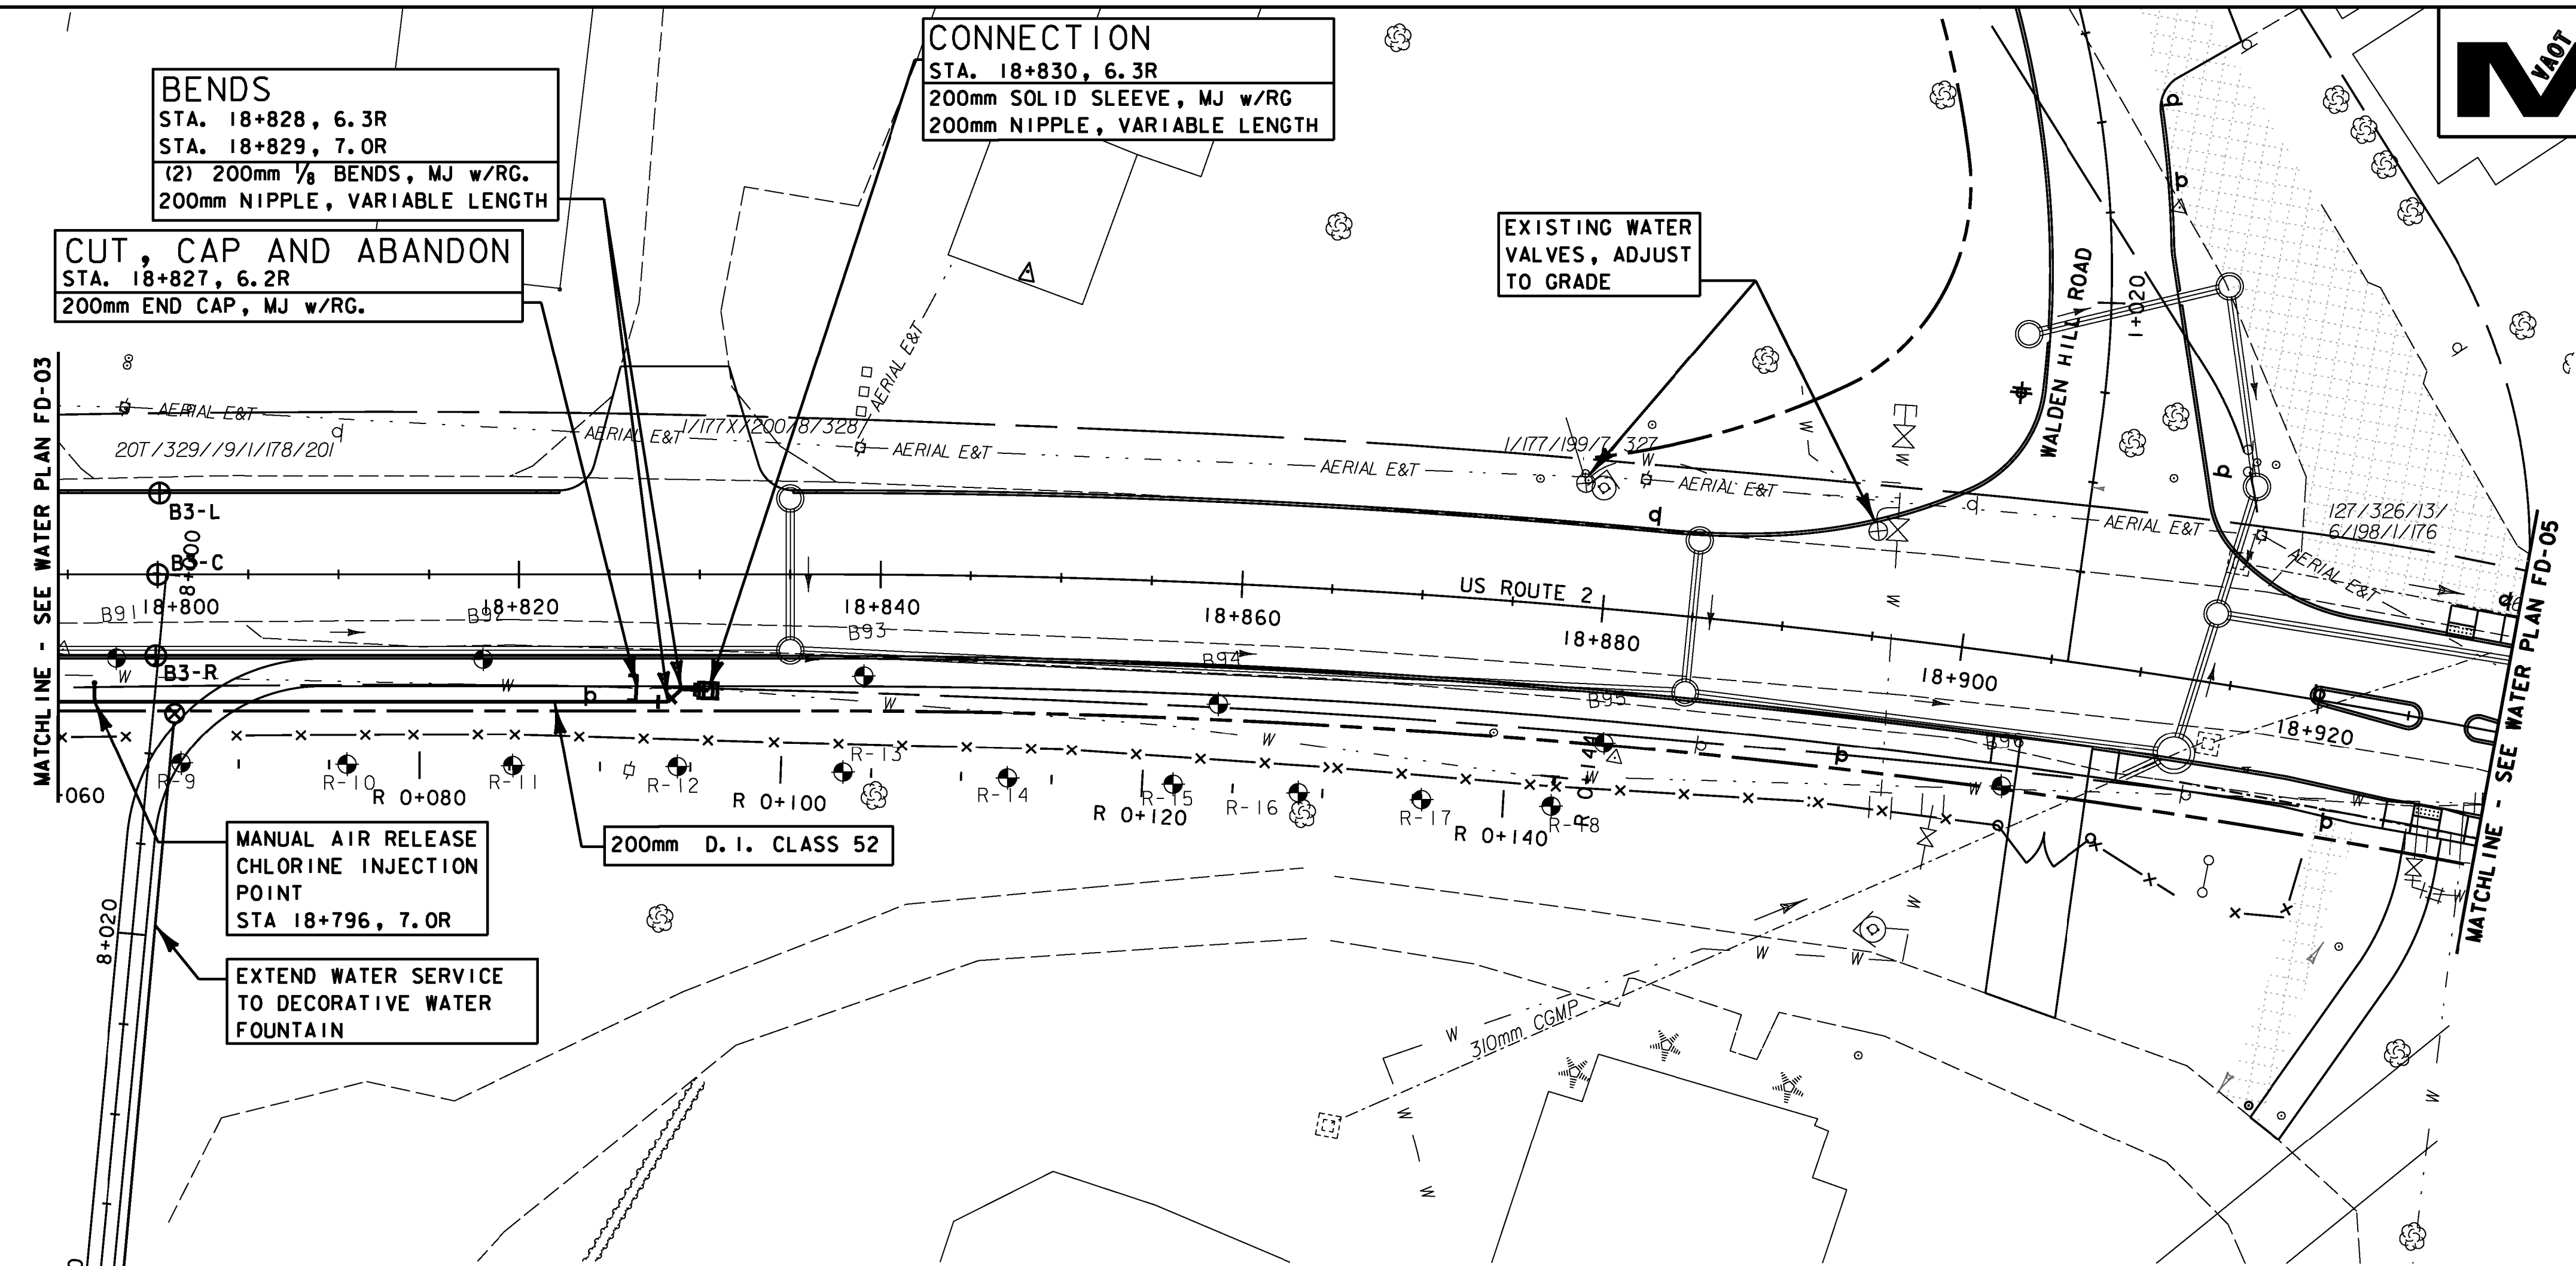 CONNECTION
STA. 18+830, 6.3R
200mm SOLID SLEEVE, MJ w/RG
200mm NIPPLE, VARIABLE LENGTH
VAOT
BENDS
STA. 18+828, 6.3R
STA. 18+829, 7.0R
(2) 200mm 1/8 BENDS, MJ w/RG.
200mm NIPPLE, VARIABLE LENGTH
CUT, CAP AND ABANDON
STA. 18+827, 6.2R
200mm END CAP, MJ w/RG.
EXISTING WATER
VALVES, ADJUST
TO GRADE
WALDEN HILL ROAD
1+020
MATCHLINE - SEE WATER PLAN FD-03
AERIAL E&T
20T/329//9/1/178/201
AERIAL E&T
1/177X/200/8/328/
AERIAL E&T
AERIAL E&T
AERIAL E&T
1/177/199/7/327
W
AERIAL E&T
W
W
AERIAL E&T
127/326/13/
6/198/1/176
AERIAL E&T
B3-L
B3-C
B3-R
18+800
18+820
18+840
18+860
18+880
18+900
18+920
US ROUTE 2
B91
B92
B93
B94
B95
B96
W
W
W
W
W
W
W
W
R-9
R-10
R-11
R-12
R-13
R-14
R-15
R-16
R-17
R-18
+060
R 0+080
R 0+100
R 0+120
R 0+140
MANUAL AIR RELEASE
CHLORINE INJECTION
POINT
STA 18+796, 7.0R
200mm D.I. CLASS 52
EXTEND WATER SERVICE
TO DECORATIVE WATER
FOUNTAIN
8+020
310mm CGMP
W
W
W
W
W
W
W
W
W
MATCHLINE - SEE WATER PLAN FD-05